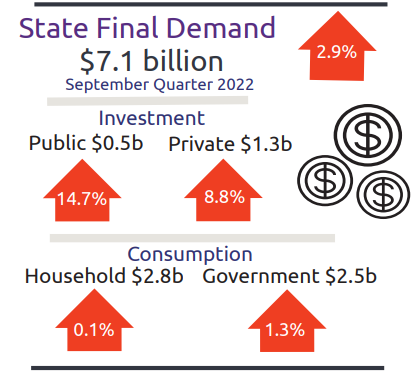 State Final Demand
$7.1 billion
2.9%
September Quarter 2022
Investment
Public $0.5b Private $1.3b
14.7% 8.8%
Consumption
Household $2.8b Government $2.5b
0.1% 1.3%
$
$ $